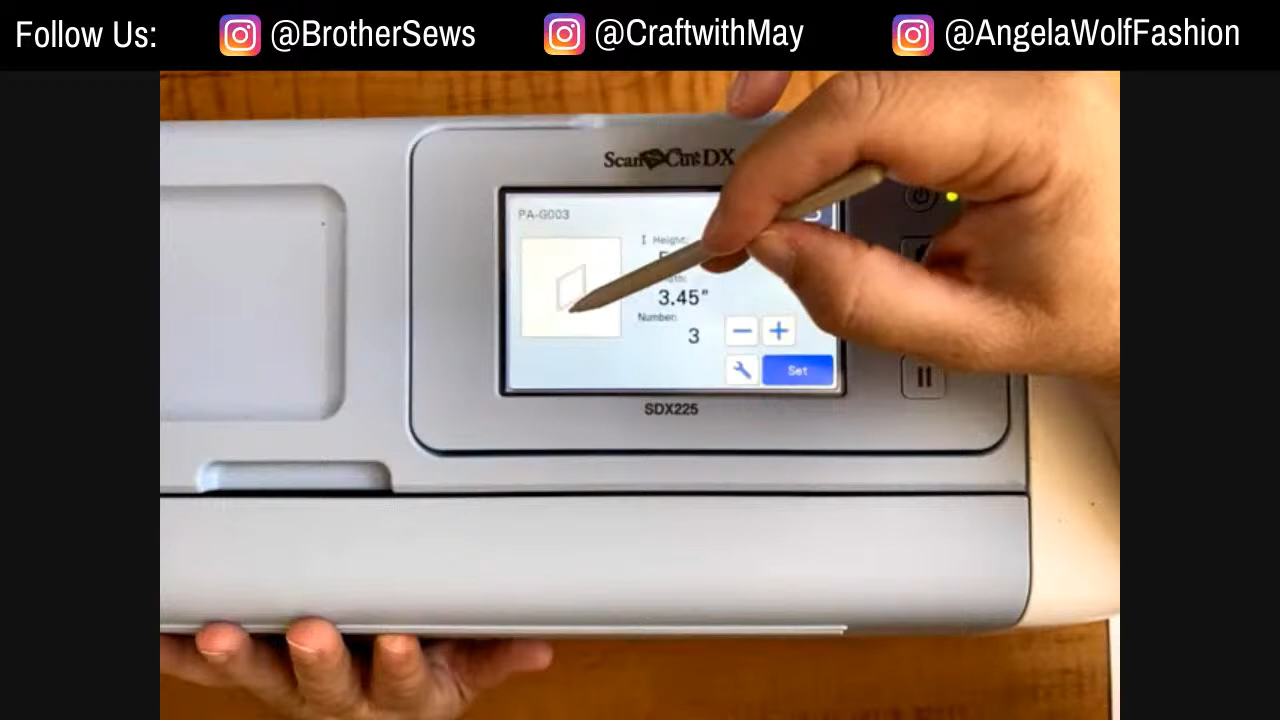 Follow Us: @BrotherSews @CraftwithMay @AngelaWolfFashion
ScanNCut DX
PA-G003
Height:
3.45"
Number:
3
Set
SDX225